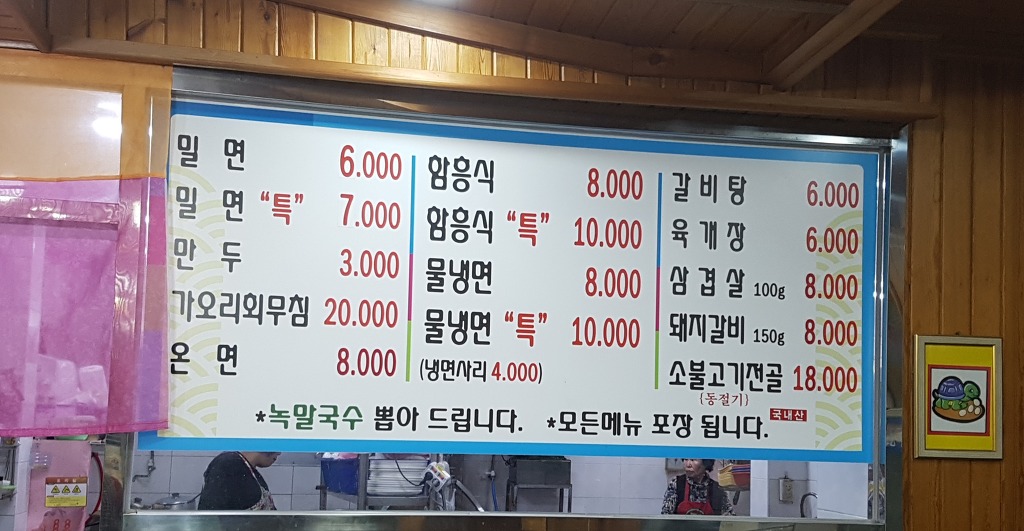 밀 면 6.000
밀 면 “특” 7.000
만 두 3.000
가오리회무침 20.000
온 면 8.000
함흥식 8.000
함흥식 “특” 10.000
물냉면 8.000
물냉면 “특” 10.000
(냉면사리 4.000)
갈 비 탕 6.000
육 개 장 6.000
삼 겹 살 100g 8.000
돼지갈비 150g 8.000
소불고기전골 18.000
{동절기}
국내산
*녹말국수 뽑아 드립니다. *모든메뉴 포장 됩니다.